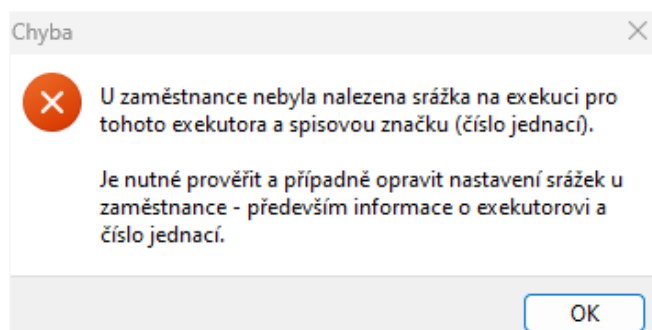 Chyba
U zaměstnance nebyla nalezena srážka na exekuci pro
tohoto exekutora a spisovou značku (číslo jednací).
Je nutné prověřit a případně opravit nastavení srážek u
zaměstnance - především informace o exekutorovi a
číslo jednací.
OK